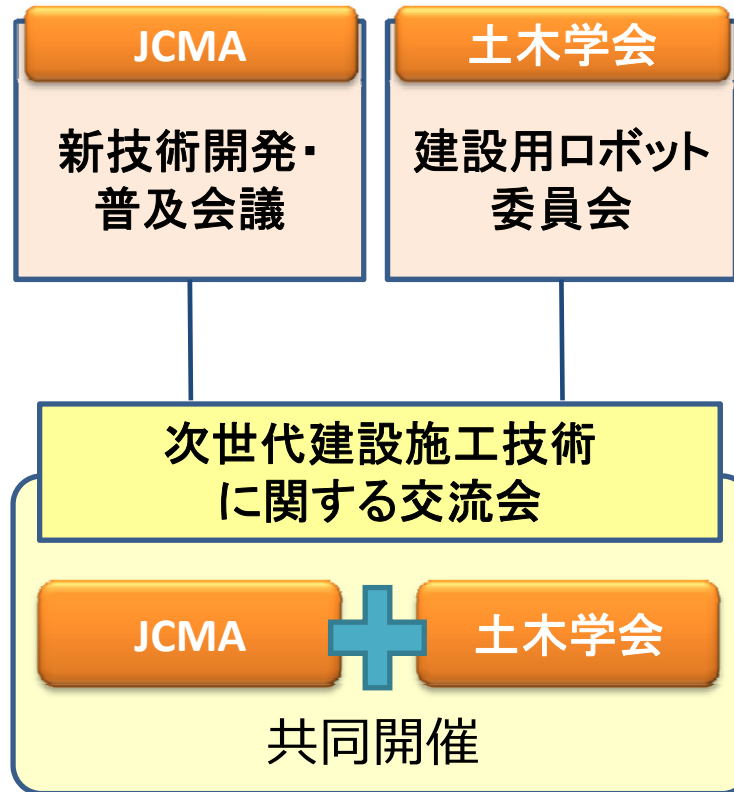 JCMA
新技術開発・
普及会議
土木学会
建設用ロボット
委員会
次世代建設施工技術
に関する交流会
JCMA
土木学会
共同開催